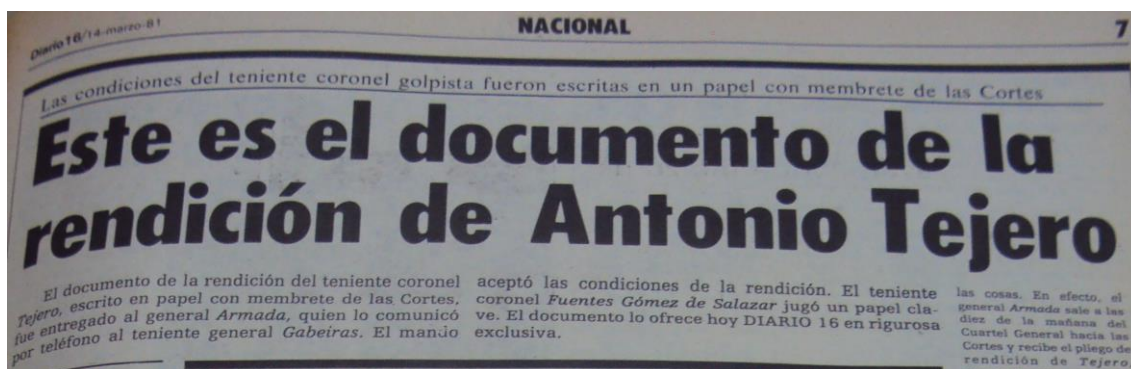 Diario 16/14-marzo-81
NACIONAL
7
Las condiciones del teniente coronel golpista fueron escritas en un papel con membrete de las Cortes
Este es el documento de la
rendición de Antonio Tejero
El documento de la rendición del teniente coronel
Tejero, escrito en papel con membrete de las Cortes,
fue entregado al general Armada, quien lo comunicó
por teléfono al teniente general Gabeiras. El mando
aceptó las condiciones de la rendición. El teniente
coronel Fuentes Gómez de Salazar jugó un papel cla-
ve. El documento lo ofrece hoy DIARIO 16 en rigurosa
exclusiva.
las cosas. En efecto, el
general Armada sale a las
diez de la mañana del
Cuartel General hacia las
Cortes y recibe el pliego de
rendición de Tejero